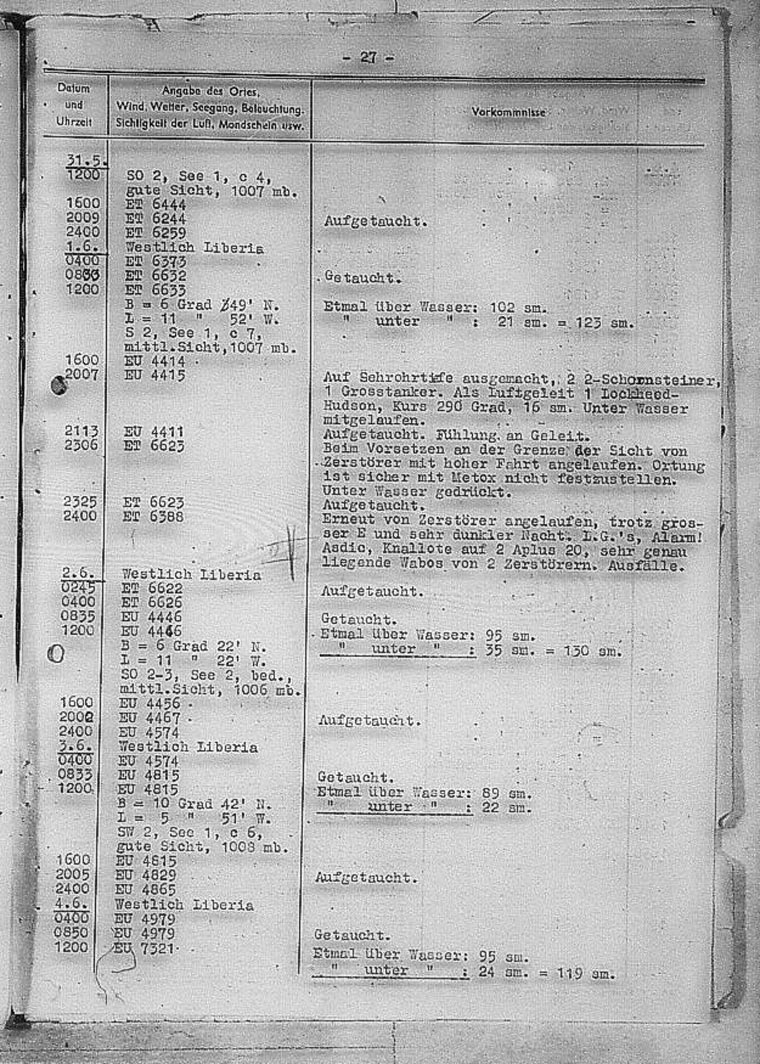 - 27 -
Datum und Uhrzeit
Angabe des Ortes, Wind, Wetter, Seegang, Beleuchtung, Sichtigkeit der Luft, Mondschein usw.
Vorkommnisse
31.5.
1200 SO 2, See 1, c 4,
gute Sicht, 1007 mb.
1600 ET 6444
2009 ET 6244 Aufgetaucht.
2400 ET 6259
1.6. Westlich Liberia
0400 ET 6373
0830 ET 6632 Getaucht.
1200 ET 6633
B = 6 Grad 49' N. Etmal über Wasser: 102 sm.
L = 11 " 52' W. " unter " : 21 sm. = 123 sm.
S 2, See 1, c 7,
mittl.Sicht,1007 mb.
1600 EU 4414
2007 EU 4415 Auf Sehrohrtiefe ausgemacht, 2 2-Schornsteiner,
1 Grosstanker. Als Luftgeleit 1 Lockheed-
Hudson, Kurs 290 Grad, 16 sm. Unter Wasser
mitgelaufen.
2113 EU 4411 Aufgetaucht. Fühlung an Geleit.
2306 ET 6623 Beim Vorsetzen an der Grenze der Sicht von
Zerstörer mit hoher Fahrt angelaufen. Ortung
ist sicher mit Metox nicht festzustellen.
Unter Wasser gedrückt.
2325 ET 6623 Aufgetaucht.
2400 ET 6388 Erneut von Zerstörer angelaufen, trotz gros-
ser E und sehr dunkler Nacht. L.G.'s, Alarm!
Asdic, Knallote auf 2 Aplus 20, sehr genau
liegende Wabos von 2 Zerstörern. Ausfälle.
2.6. Westlich Liberia
0245 ET 6622 Aufgetaucht.
0400 ET 6626
0835 EU 4446 Getaucht.
1200 EU 4446 Etmal über Wasser: 95 sm.
B = 6 Grad 22' N. " unter " : 35 sm. = 130 sm.
L = 11 " 22' W.
SO 2-3, See 2, bed.,
mittl.Sicht, 1006 mb.
1600 EU 4456
2002 EU 4467 Aufgetaucht.
2400 EU 4574
3.6. Westlich Liberia
0400 EU 4574
0833 EU 4815 Getaucht.
1200 EU 4815 Etmal über Wasser: 89 sm.
B = 10 Grad 42' N. " unter " : 22 sm.
L = 5 " 51' W.
SW 2, See 1, c 6,
gute Sicht, 1008 mb.
1600 EU 4815
2005 EU 4829 Aufgetaucht.
2400 EU 4865
4.6. Westlich Liberia
0400 EU 4979
0850 EU 4979 Getaucht.
1200 EU 7321 Etmal über Wasser: 95 sm.
" unter " : 24 sm. = 119 sm.